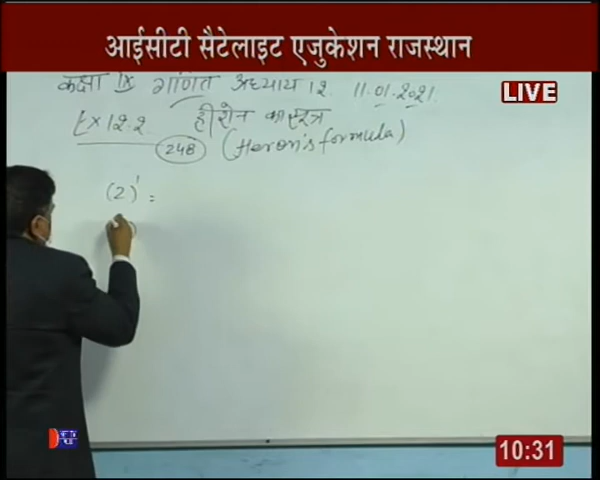 आईसीटी सैटेलाइट एजुकेशन राजस्थान
कक्षा IX गणित अध्याय 12. 11.01.2021.
LIVE
Ex 12.2 हीरोन का सूत्र
248 (Heron's formula)
(2)' =
10:31